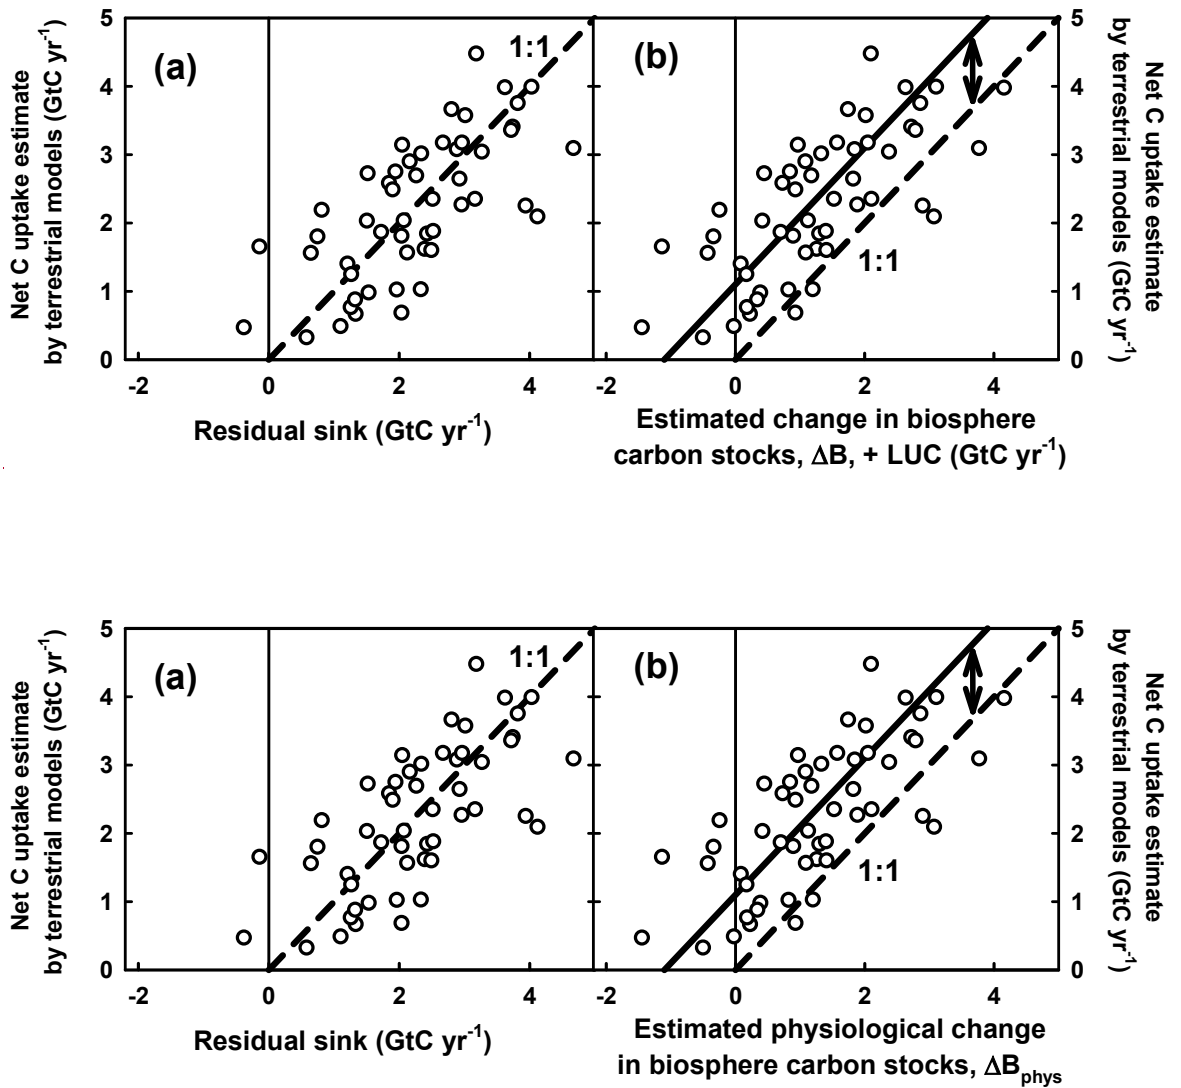 5
4
3
2
1
0
Net C uptake estimate
by terrestrial models (GtC yr-1)
(a)
1:1
-2 0 2 4
Residual sink (GtC yr-1)
(b)
1:1
-2 0 2 4
Estimated change in biosphere
carbon stocks, ΔB, + LUC (GtC yr-1)
5
4
3
2
1
0
Net C uptake estimate
by terrestrial models (GtC yr-1)
5
4
3
2
1
0
Net C uptake estimate
by terrestrial models (GtC yr-1)
(a)
1:1
-2 0 2 4
Residual sink (GtC yr-1)
(b)
1:1
-2 0 2 4
Estimated physiological change
in biosphere carbon stocks, ΔBphys
5
4
3
2
1
0
Net C uptake estimate
by terrestrial models (GtC yr-1)